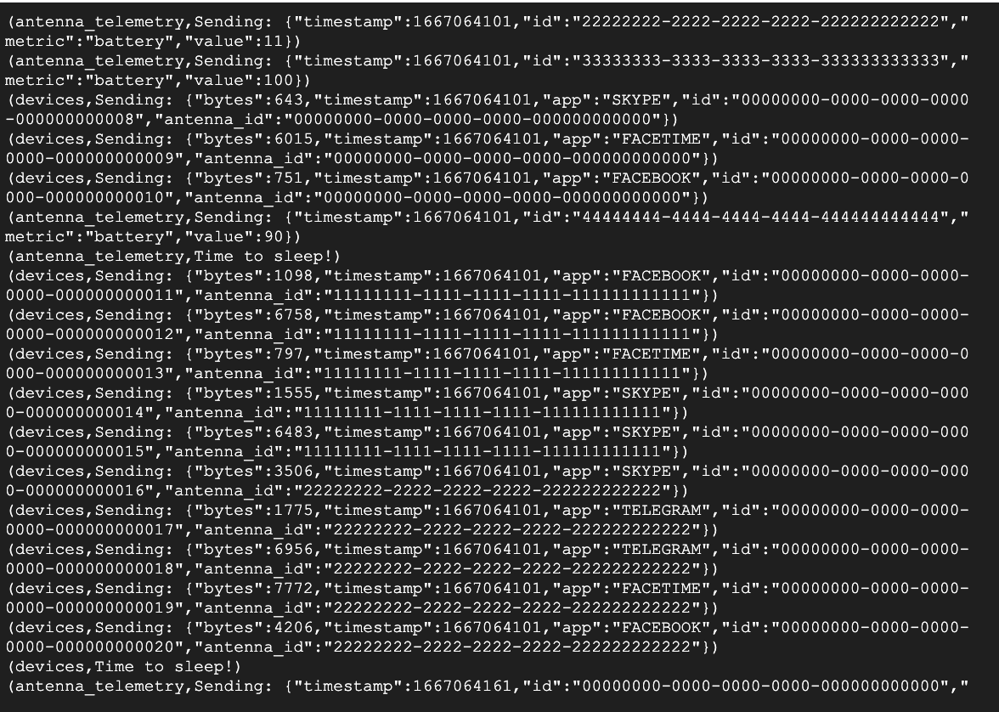 (antenna_telemetry,Sending: {"timestamp":1667064101,"id":"22222222-2222-2222-2222-222222222222","
metric":"battery","value":11})
(antenna_telemetry,Sending: {"timestamp":1667064101,"id":"33333333-3333-3333-3333-333333333333","
metric":"battery","value":100})
(devices,Sending: {"bytes":643,"timestamp":1667064101,"app":"SKYPE","id":"00000000-0000-0000-0000
-000000000008","antenna_id":"00000000-0000-0000-0000-000000000000"})
(devices,Sending: {"bytes":6015,"timestamp":1667064101,"app":"FACETIME","id":"00000000-0000-0000-
0000-000000000009","antenna_id":"00000000-0000-0000-0000-000000000000"})
(devices,Sending: {"bytes":751,"timestamp":1667064101,"app":"FACEBOOK","id":"00000000-0000-0000-0
000-000000000010","antenna_id":"00000000-0000-0000-0000-000000000000"})
(antenna_telemetry,Sending: {"timestamp":1667064101,"id":"44444444-4444-4444-4444-444444444444","
metric":"battery","value":90})
(antenna_telemetry,Time to sleep!)
(devices,Sending: {"bytes":1098,"timestamp":1667064101,"app":"FACEBOOK","id":"00000000-0000-0000-
0000-000000000011","antenna_id":"11111111-1111-1111-1111-111111111111"})
(devices,Sending: {"bytes":6758,"timestamp":1667064101,"app":"FACEBOOK","id":"00000000-0000-0000-
0000-000000000012","antenna_id":"11111111-1111-1111-1111-111111111111"})
(devices,Sending: {"bytes":797,"timestamp":1667064101,"app":"FACETIME","id":"00000000-0000-0000-0
000-000000000013","antenna_id":"11111111-1111-1111-1111-111111111111"})
(devices,Sending: {"bytes":1555,"timestamp":1667064101,"app":"SKYPE","id":"00000000-0000-0000-000
0-000000000014","antenna_id":"11111111-1111-1111-1111-111111111111"})
(devices,Sending: {"bytes":6483,"timestamp":1667064101,"app":"SKYPE","id":"00000000-0000-0000-000
0-000000000015","antenna_id":"11111111-1111-1111-1111-111111111111"})
(devices,Sending: {"bytes":3506,"timestamp":1667064101,"app":"SKYPE","id":"00000000-0000-0000-000
0-000000000016","antenna_id":"22222222-2222-2222-2222-222222222222"})
(devices,Sending: {"bytes":1775,"timestamp":1667064101,"app":"TELEGRAM","id":"00000000-0000-0000-
0000-000000000017","antenna_id":"22222222-2222-2222-2222-222222222222"})
(devices,Sending: {"bytes":6956,"timestamp":1667064101,"app":"TELEGRAM","id":"00000000-0000-0000-
0000-000000000018","antenna_id":"22222222-2222-2222-2222-222222222222"})
(devices,Sending: {"bytes":7772,"timestamp":1667064101,"app":"FACETIME","id":"00000000-0000-0000-
0000-000000000019","antenna_id":"22222222-2222-2222-2222-222222222222"})
(devices,Sending: {"bytes":4206,"timestamp":1667064101,"app":"FACEBOOK","id":"00000000-0000-0000-
0000-000000000020","antenna_id":"22222222-2222-2222-2222-222222222222"})
(devices,Time to sleep!)
(antenna_telemetry,Sending: {"timestamp":1667064161,"id":"00000000-0000-0000-0000-000000000000","